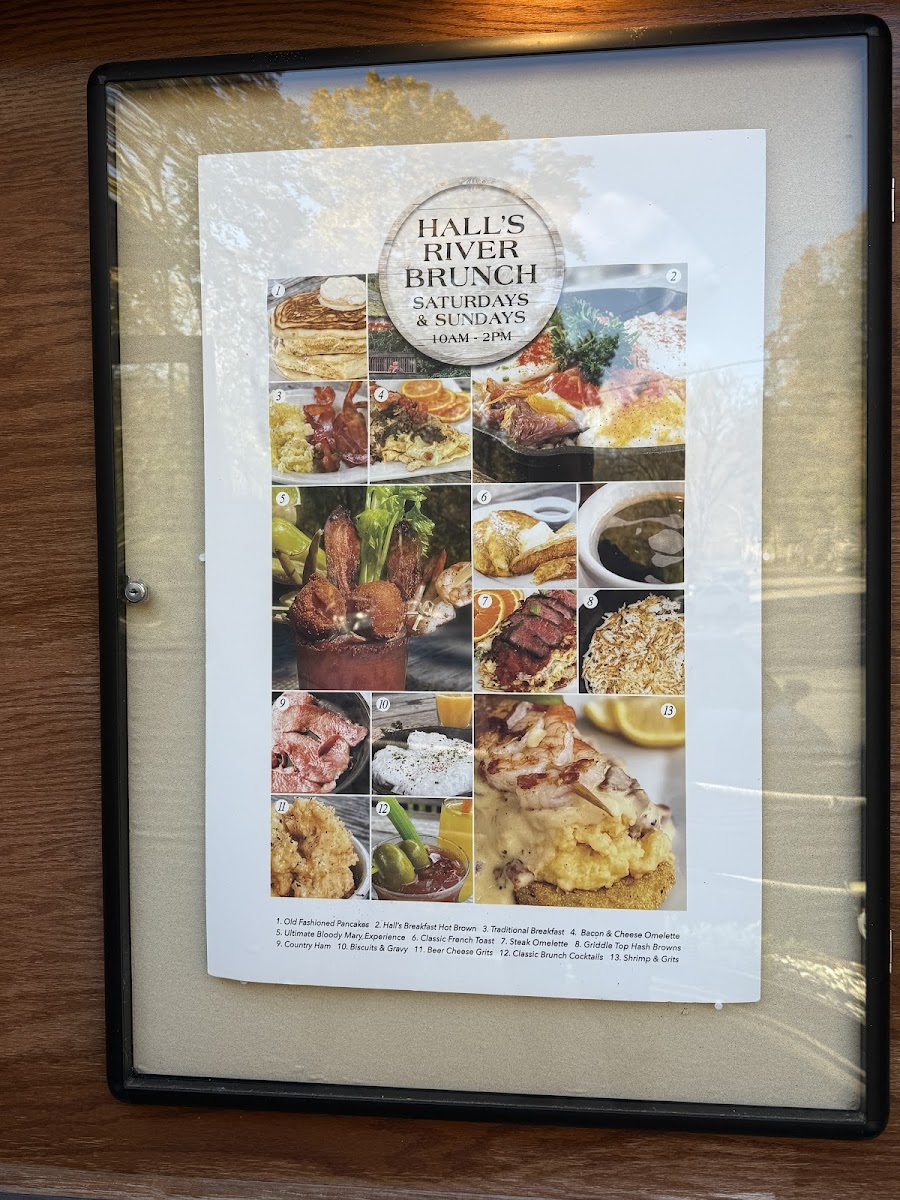 HALL'S
RIVER
BRUNCH
SATURDAYS
& SUNDAYS
10AM - 2PM
1
2
3
4
5
6
7
8
9
10
13
11
12
1. Old Fashioned Pancakes 2. Hall's Breakfast Hot Brown 3. Traditional Breakfast 4. Bacon & Cheese Omelette
5. Ultimate Bloody Mary Experience 6. Classic French Toast 7. Steak Omelette 8. Griddle Top Hash Browns
9. Country Ham 10. Biscuits & Gravy 11. Beer Cheese Grits 12. Classic Brunch Cocktails 13. Shrimp & Grits